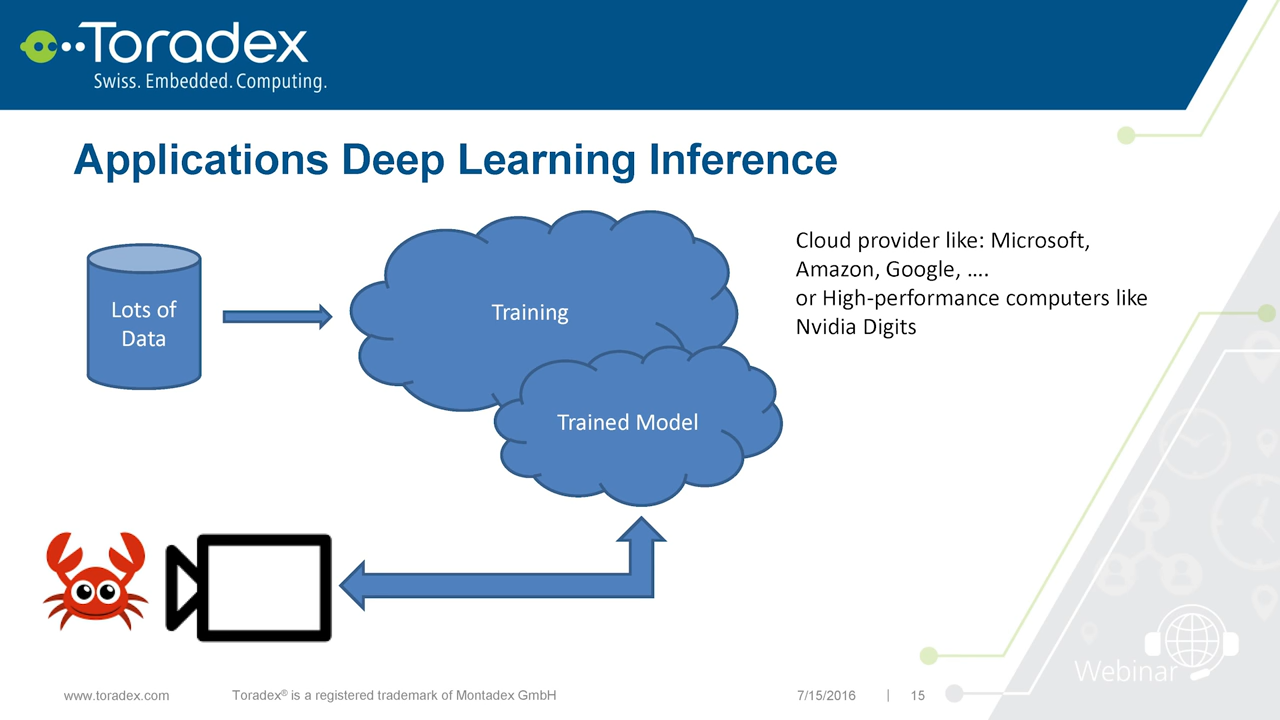 Toradex
Swiss. Embedded. Computing.
Applications Deep Learning Inference
Lots of
Data
Training
Trained Model
Cloud provider like: Microsoft,
Amazon, Google, ….
or High-performance computers like
Nvidia Digits
Webinar
www.toradex.com
Toradex® is a registered trademark of Montadex GmbH
7/15/2016 | 15